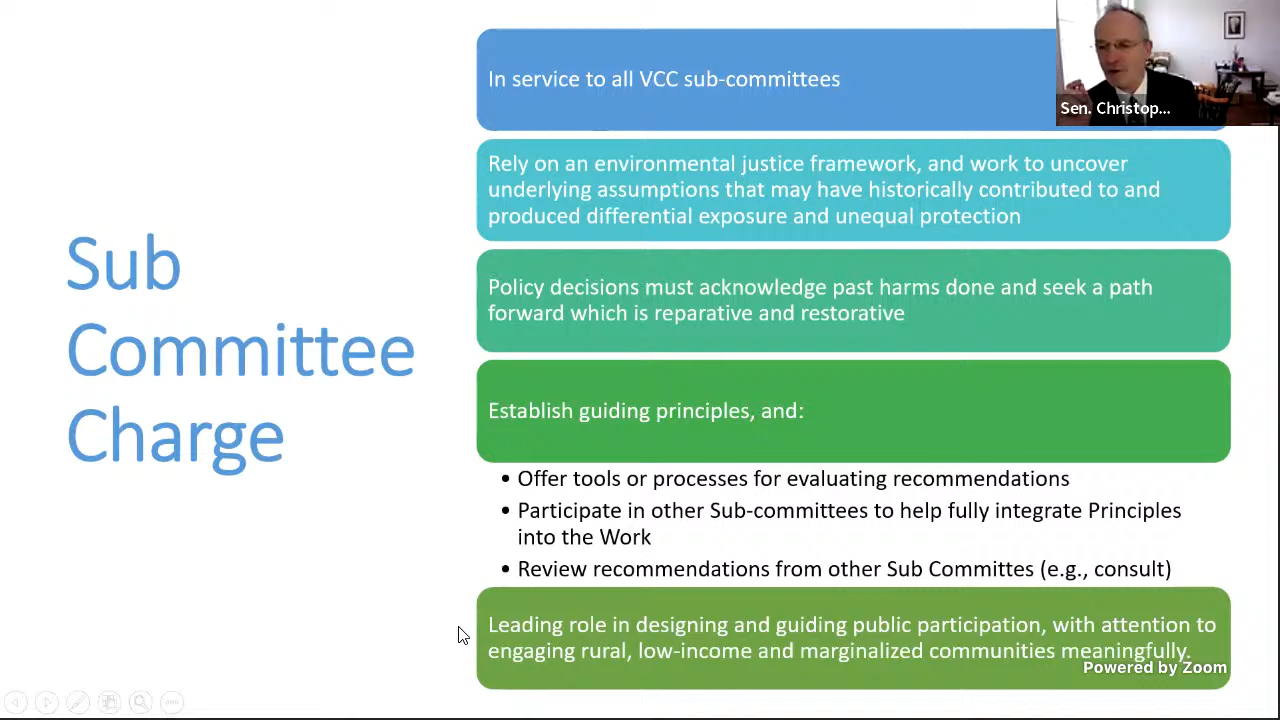 Sub
Committee
Charge
In service to all VCC sub-committees
Rely on an environmental justice framework, and work to uncover
underlying assumptions that may have historically contributed to and
produced differential exposure and unequal protection
Policy decisions must acknowledge past harms done and seek a path
forward which is reparative and restorative
Establish guiding principles, and:
• Offer tools or processes for evaluating recommendations
• Participate in other Sub-committees to help fully integrate Principles
into the Work
• Review recommendations from other Sub Committes (e.g., consult)
Leading role in designing and guiding public participation, with attention to
engaging rural, low-income and marginalized communities meaningfully.
Sen. Christop...
Powered by Zoom